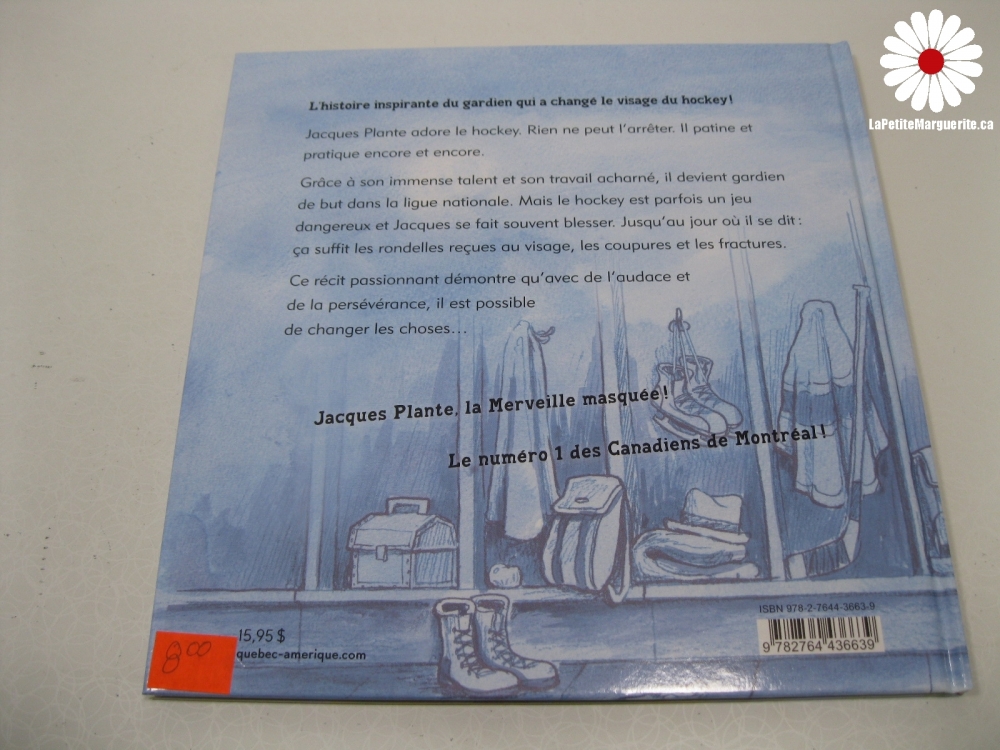 LaPetiteMarguerite.ca
L'histoire inspirante du gardien qui a changé le visage du hockey!
Jacques Plante adore le hockey. Rien ne peut l'arrêter. Il patine et
pratique encore et encore.
Grâce à son immense talent et son travail acharné, il devient gardien
de but dans la ligue nationale. Mais le hockey est parfois un jeu
dangereux et Jacques se fait souvent blesser. Jusqu'au jour où il se dit :
ça suffit les rondelles reçues au visage, les coupures et les fractures.
Ce récit passionnant démontre qu'avec de l'audace et
de la persévérance, il est possible
de changer les choses...
Jacques Plante, la Merveille masquée!
Le numéro 1 des Canadiens de Montréal!
ISBN 978-2-7644-3663-9
9 782764 436639
15,95 $
quebec-amerique.com
8.00